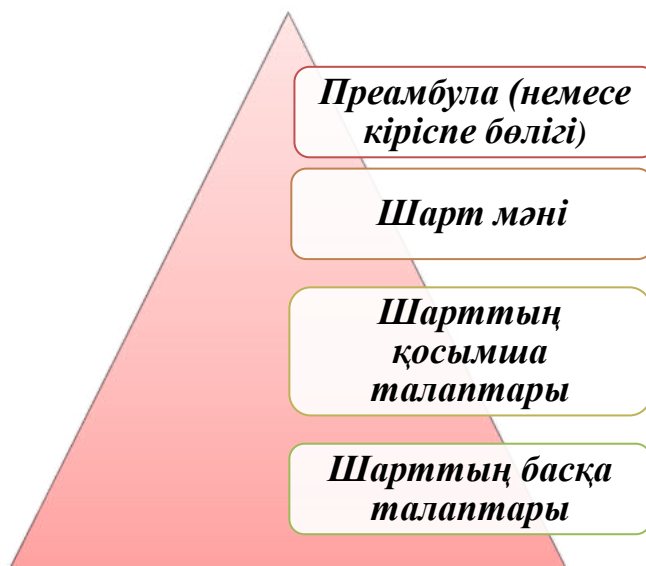 Преамбула (немесе
кіріспе бөлігі)
Шарт мәні
Шарттың
қосымша
талаптары
Шарттың басқа
талаптары